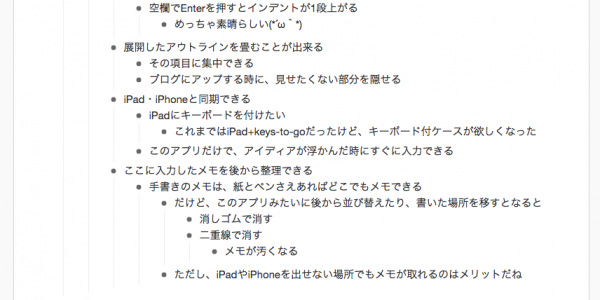 空欄でEnterを押すとインデントが1段上がる
めっちゃ素晴らしい(*´ω｀*)
展開したアウトラインを畳むことが出来る
その項目に集中できる
ブログにアップする時に、見せたくない部分を隠せる
iPad・iPhoneと同期できる
iPadにキーボードを付けたい
これまではiPad+keys-to-goだったけど、キーボード付ケースが欲しくなった
このアプリだけで、アイディアが浮かんだ時にすぐに入力できる
ここに入力したメモを後から整理できる
手書きのメモは、紙とペンさえあればどこでもメモできる
だけど、このアプリみたいに後から並び替えたり、書いた場所を移すとなると
消しゴムで消す
二重線で消す
メモが汚くなる
ただし、iPadやiPhoneを出せない場所でもメモが取れるのはメリットだね